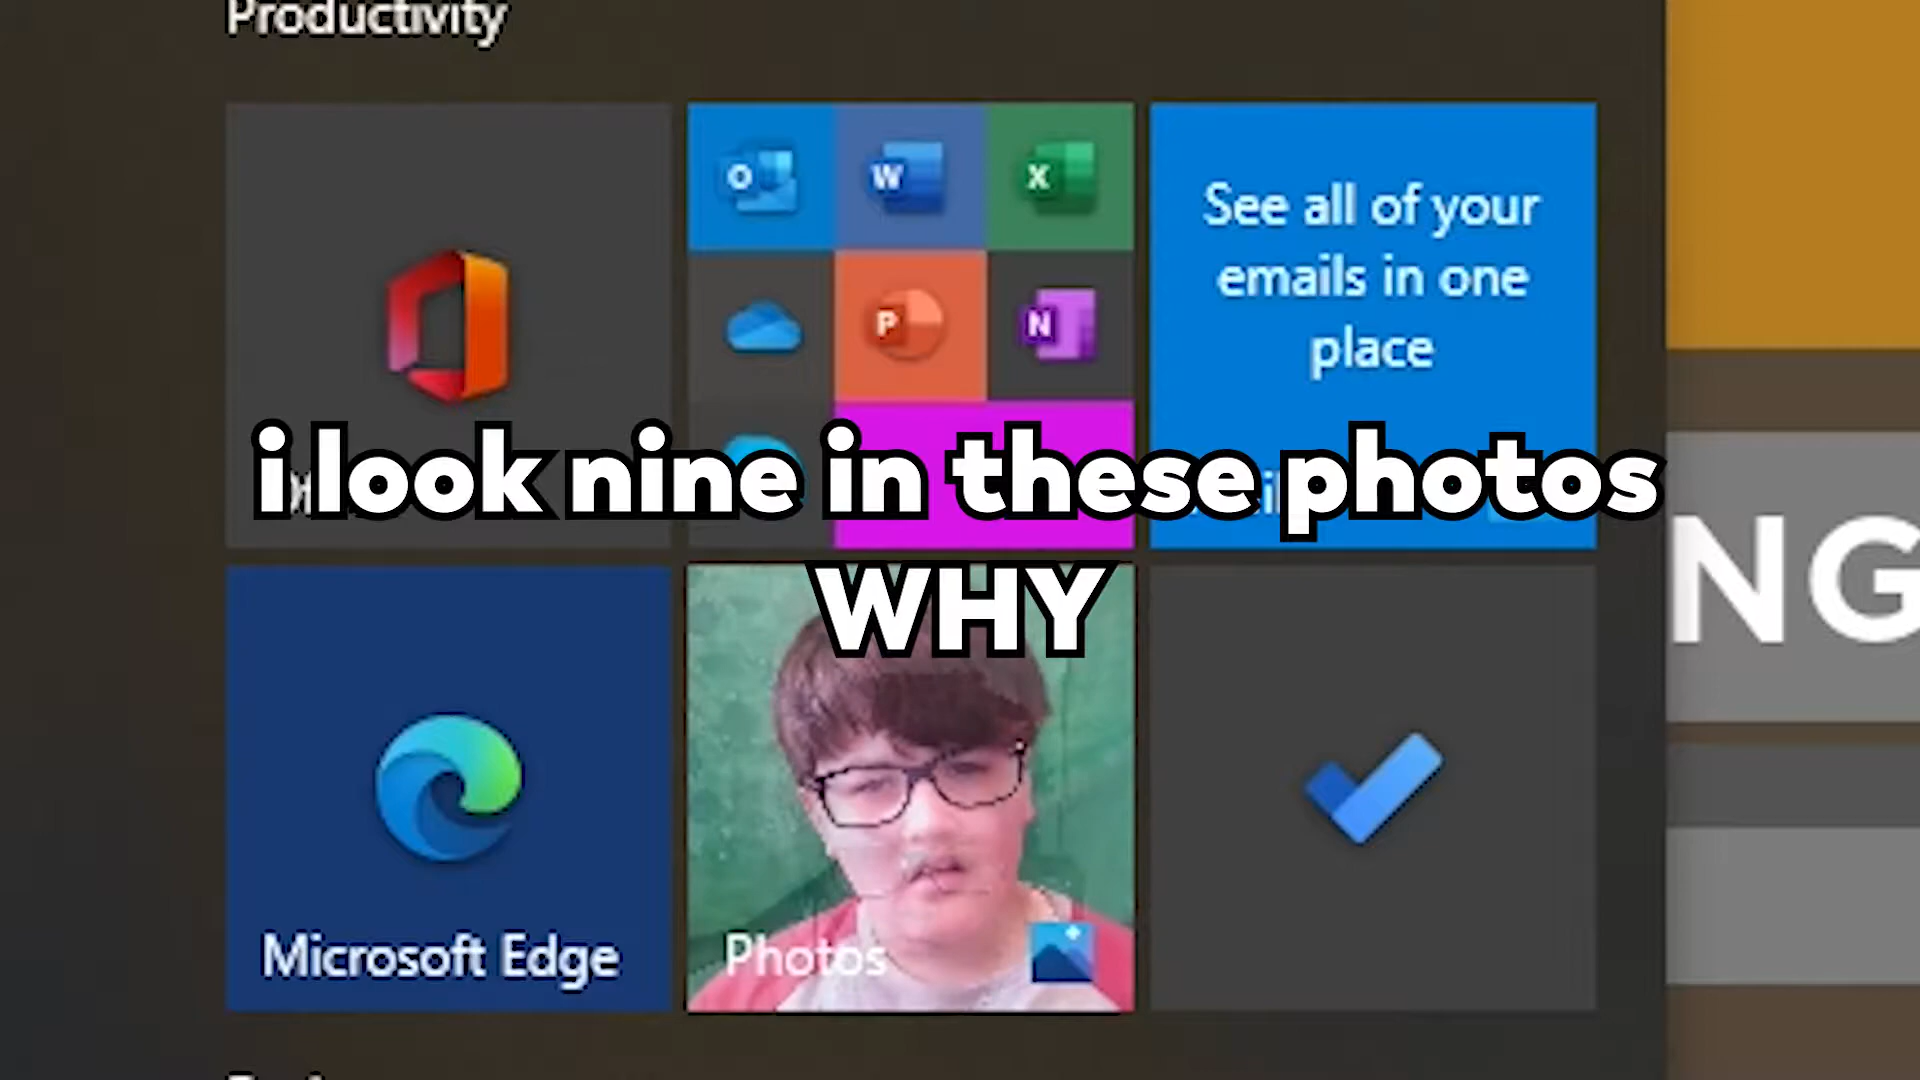 Productivity
O W X
See all of your
emails in one
place
P N
i look nine in these photos
WHY
NG
Microsoft Edge
Photos